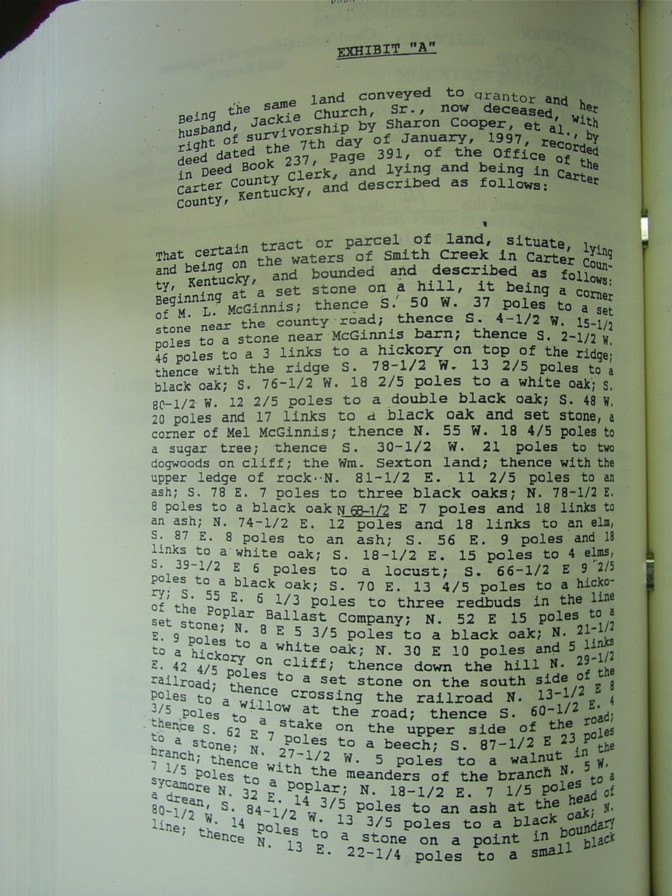 EXHIBIT "A"
Being the same land conveyed to grantor and her
husband, Jackie Church, Sr., now deceased, with
right of survivorship by Sharon Cooper, et al., by
deed dated the 7th day of January, 1997, recorded
in Deed Book 237, Page 391, of the Office of the
Carter County Clerk, and lying and being in Carter
County, Kentucky, and described as follows:
That certain tract or parcel of land, situate, lying
and being on the waters of Smith Creek in Carter Coun-
ty, Kentucky, and bounded and described as follows:
Beginning at a set stone on a hill, it being a corner
of M. L. McGinnis; thence S. 50 W. 37 poles to a set
stone near the county road; thence S. 4-1/2 W. 15-1/2
poles to a stone near McGinnis barn; thence S. 2-1/2 W.
46 poles to a 3 links to a hickory on top of the ridge;
thence with the ridge S. 78-1/2 W. 13 2/5 poles to a
black oak; S. 76-1/2 W. 18 2/5 poles to a white oak; S.
80-1/2 W. 12 2/5 poles to a double black oak; S. 48 W.
20 poles and 17 links to a black oak and set stone, a
corner of Mel McGinnis; thence N. 55 W. 18 4/5 poles to
a sugar tree; thence S. 30-1/2 W. 21 poles to two
dogwoods on cliff; the Wm. Sexton land; thence with the
upper ledge of rock N. 81-1/2 E. 11 2/5 poles to an
ash; S. 78 E. 7 poles to three black oaks; N. 78-1/2 E.
8 poles to a black oak N 68-1/2 E 7 poles and 18 links to
an ash; N. 74-1/2 E. 12 poles and 18 links to an elm,
S. 87 E. 8 poles to an ash; S. 56 E. 9 poles and 18
links to a white oak; S. 18-1/2 E. 15 poles to 4 elms,
S. 39-1/2 E 6 poles to a locust; S. 66-1/2 E 9 2/5
poles to a black oak; S. 70 E. 13 4/5 poles to a hicko-
ry; S. 55 E. 6 1/3 poles to three redbuds in the line
of the Poplar Ballast Company; N. 52 E 15 poles to a
set stone; N. 8 E 5 3/5 poles to a black oak; N. 21-1/2
E. 9 poles to a white oak; N. 30 E 10 poles and 5 links
to a hickory on cliff; thence down the hill N. 29-1/2
E. 42 4/5 poles to a set stone on the south side of the
railroad; thence crossing the railroad N. 13-1/2 E 8
poles to a willow at the road; thence S. 60-1/2 E. 4
3/5 poles to a stake on the upper side of the road;
thence S. 62 E 7 poles to a beech; S. 87-1/2 E 23 poles
to a stone; N. 27-1/2 W. 5 poles to a walnut in the
branch; thence with the meanders of the branch N. 5 W.
7 1/5 poles to a poplar; N. 18-1/2 E. 7 1/5 poles to a
sycamore N. 32 E. 14 3/5 poles to an ash at the head of
a drean, S. 84-1/2 W. 13 3/5 poles to a black oak; N.
80-1/2 W. 14 poles to a stone on a point in boundary
line; thence N. 13 E. 22-1/4 poles to a small black